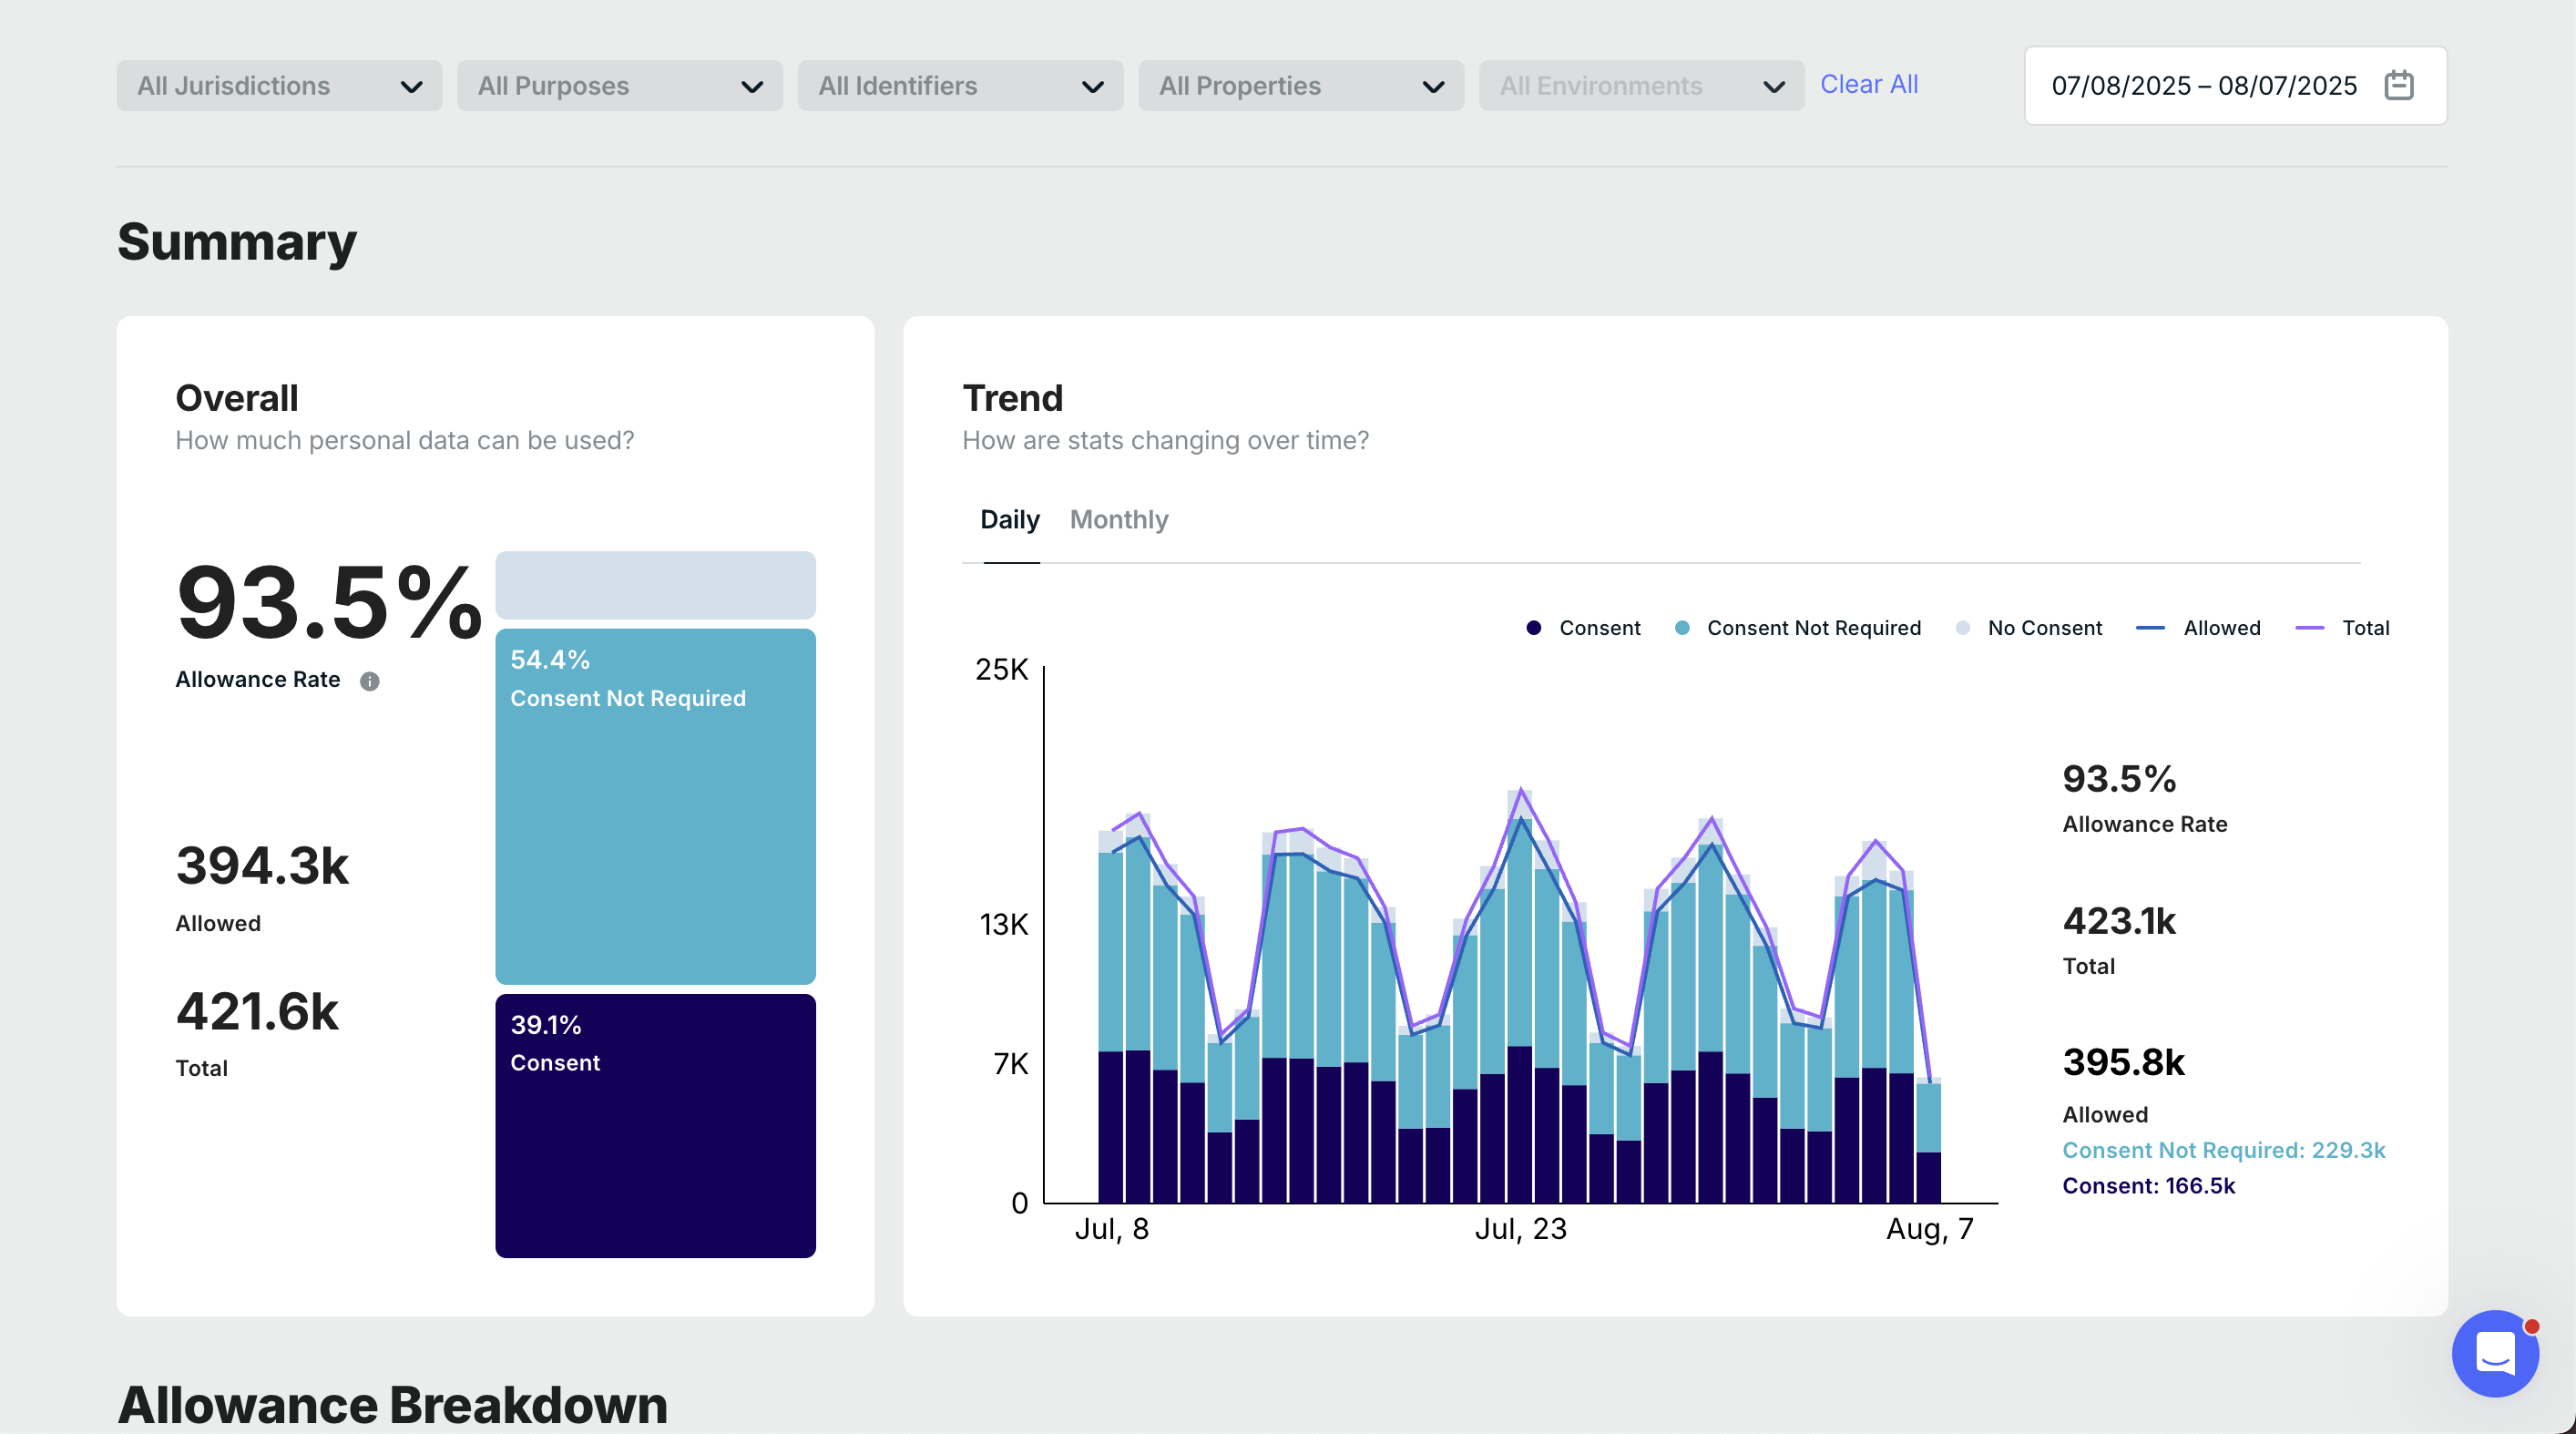 All Jurisdictions
All Purposes
All Identifiers
All Properties
All Environments
Clear All
07/08/2025 – 08/07/2025
Summary
Overall
How much personal data can be used?
93.5%
Allowance Rate
394.3k
Allowed
421.6k
Total
54.4%
Consent Not Required
39.1%
Consent
Trend
How are stats changing over time?
Daily
Monthly
Consent
Consent Not Required
No Consent
Allowed
Total
25K
13K
7K
0
Jul, 8
Jul, 23
Aug, 7
93.5%
Allowance Rate
423.1k
Total
395.8k
Allowed
Consent Not Required: 229.3k
Consent: 166.5k
Allowance Breakdown